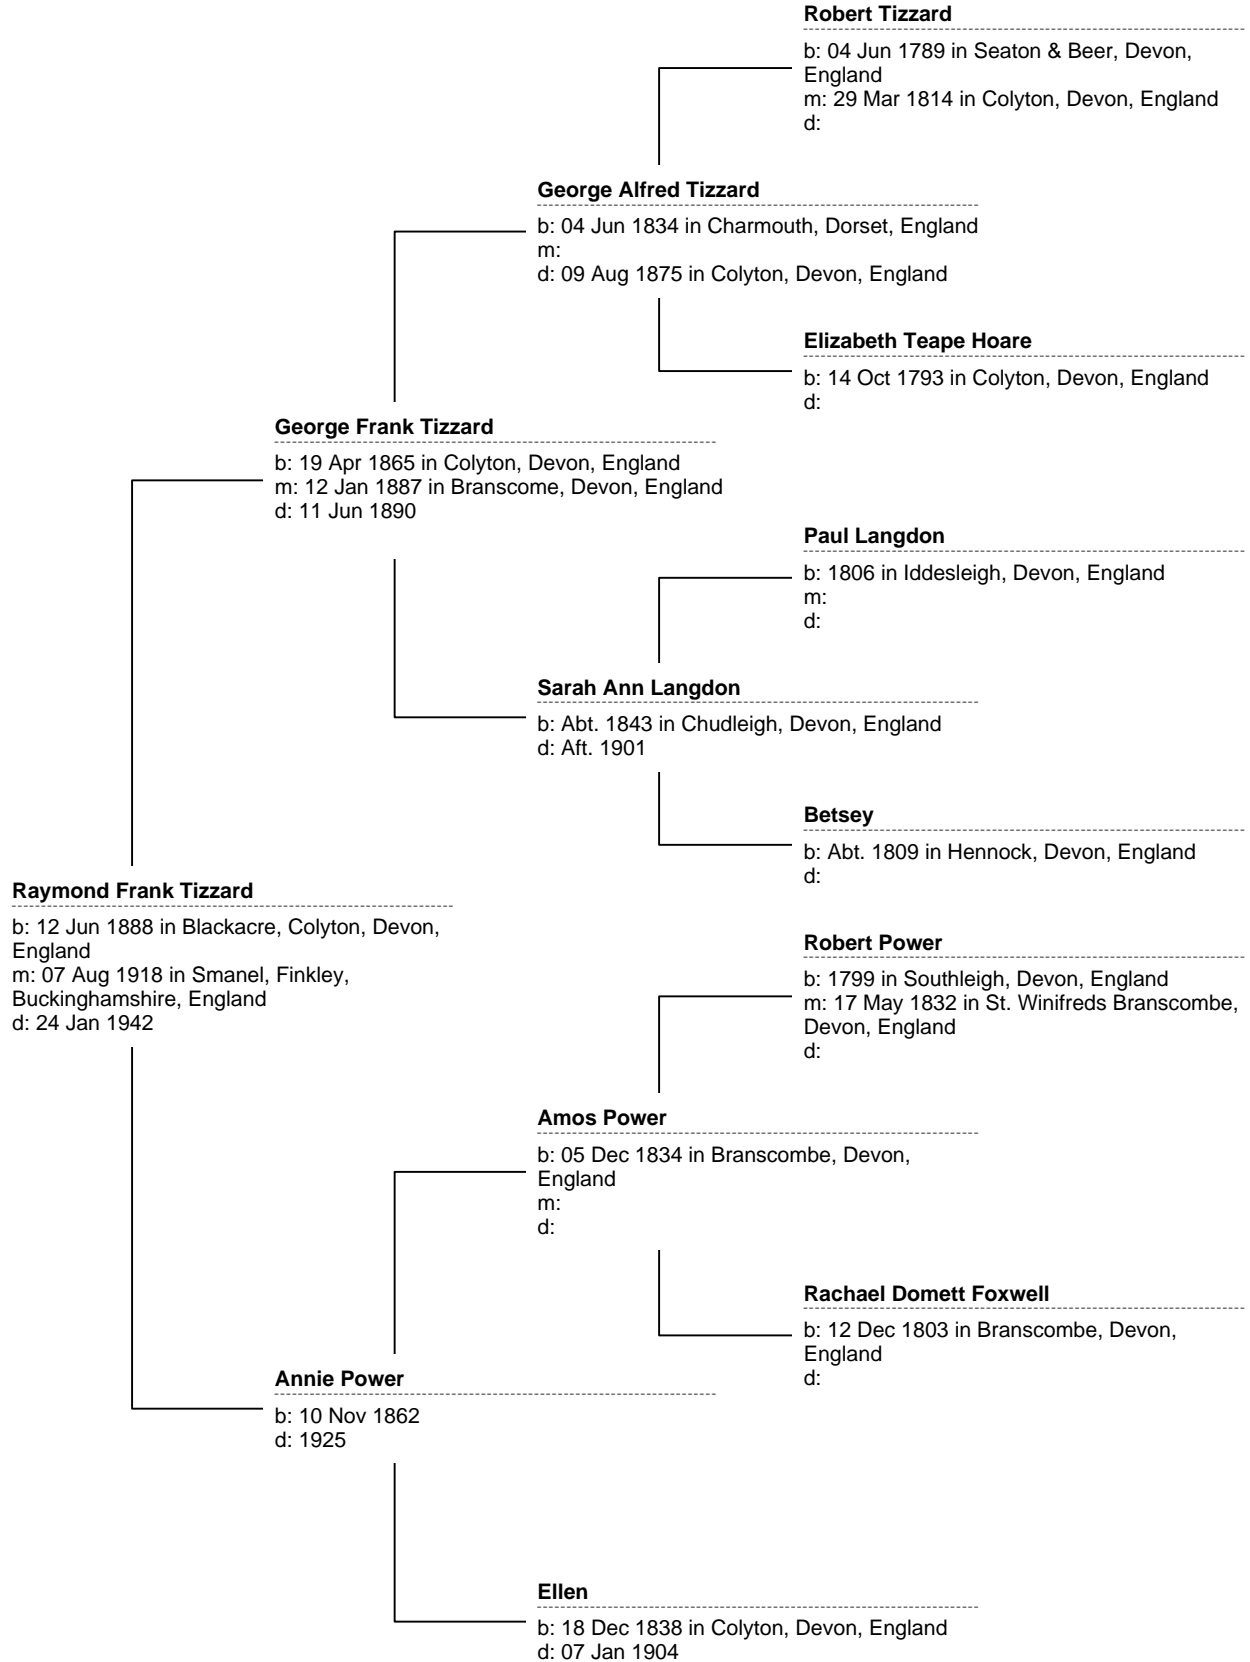 Robert Tizzard
b: 04 Jun 1789 in Seaton & Beer, Devon,
England
m: 29 Mar 1814 in Colyton, Devon, England
d:
George Alfred Tizzard
b: 04 Jun 1834 in Charmouth, Dorset, England
m:
d: 09 Aug 1875 in Colyton, Devon, England
Elizabeth Teape Hoare
b: 14 Oct 1793 in Colyton, Devon, England
d:
George Frank Tizzard
b: 19 Apr 1865 in Colyton, Devon, England
m: 12 Jan 1887 in Branscome, Devon, England
d: 11 Jun 1890
Paul Langdon
b: 1806 in Iddesleigh, Devon, England
m:
d:
Sarah Ann Langdon
b: Abt. 1843 in Chudleigh, Devon, England
d: Aft. 1901
Betsey
b: Abt. 1809 in Hennock, Devon, England
d:
Raymond Frank Tizzard
b: 12 Jun 1888 in Blackacre, Colyton, Devon,
England
m: 07 Aug 1918 in Smanel, Finkley,
Buckinghamshire, England
d: 24 Jan 1942
Robert Power
b: 1799 in Southleigh, Devon, England
m: 17 May 1832 in St. Winifreds Branscombe,
Devon, England
d:
Amos Power
b: 05 Dec 1834 in Branscombe, Devon,
England
m:
d:
Rachael Domett Foxwell
b: 12 Dec 1803 in Branscombe, Devon,
England
d:
Annie Power
b: 10 Nov 1862
d: 1925
Ellen
b: 18 Dec 1838 in Colyton, Devon, England
d: 07 Jan 1904